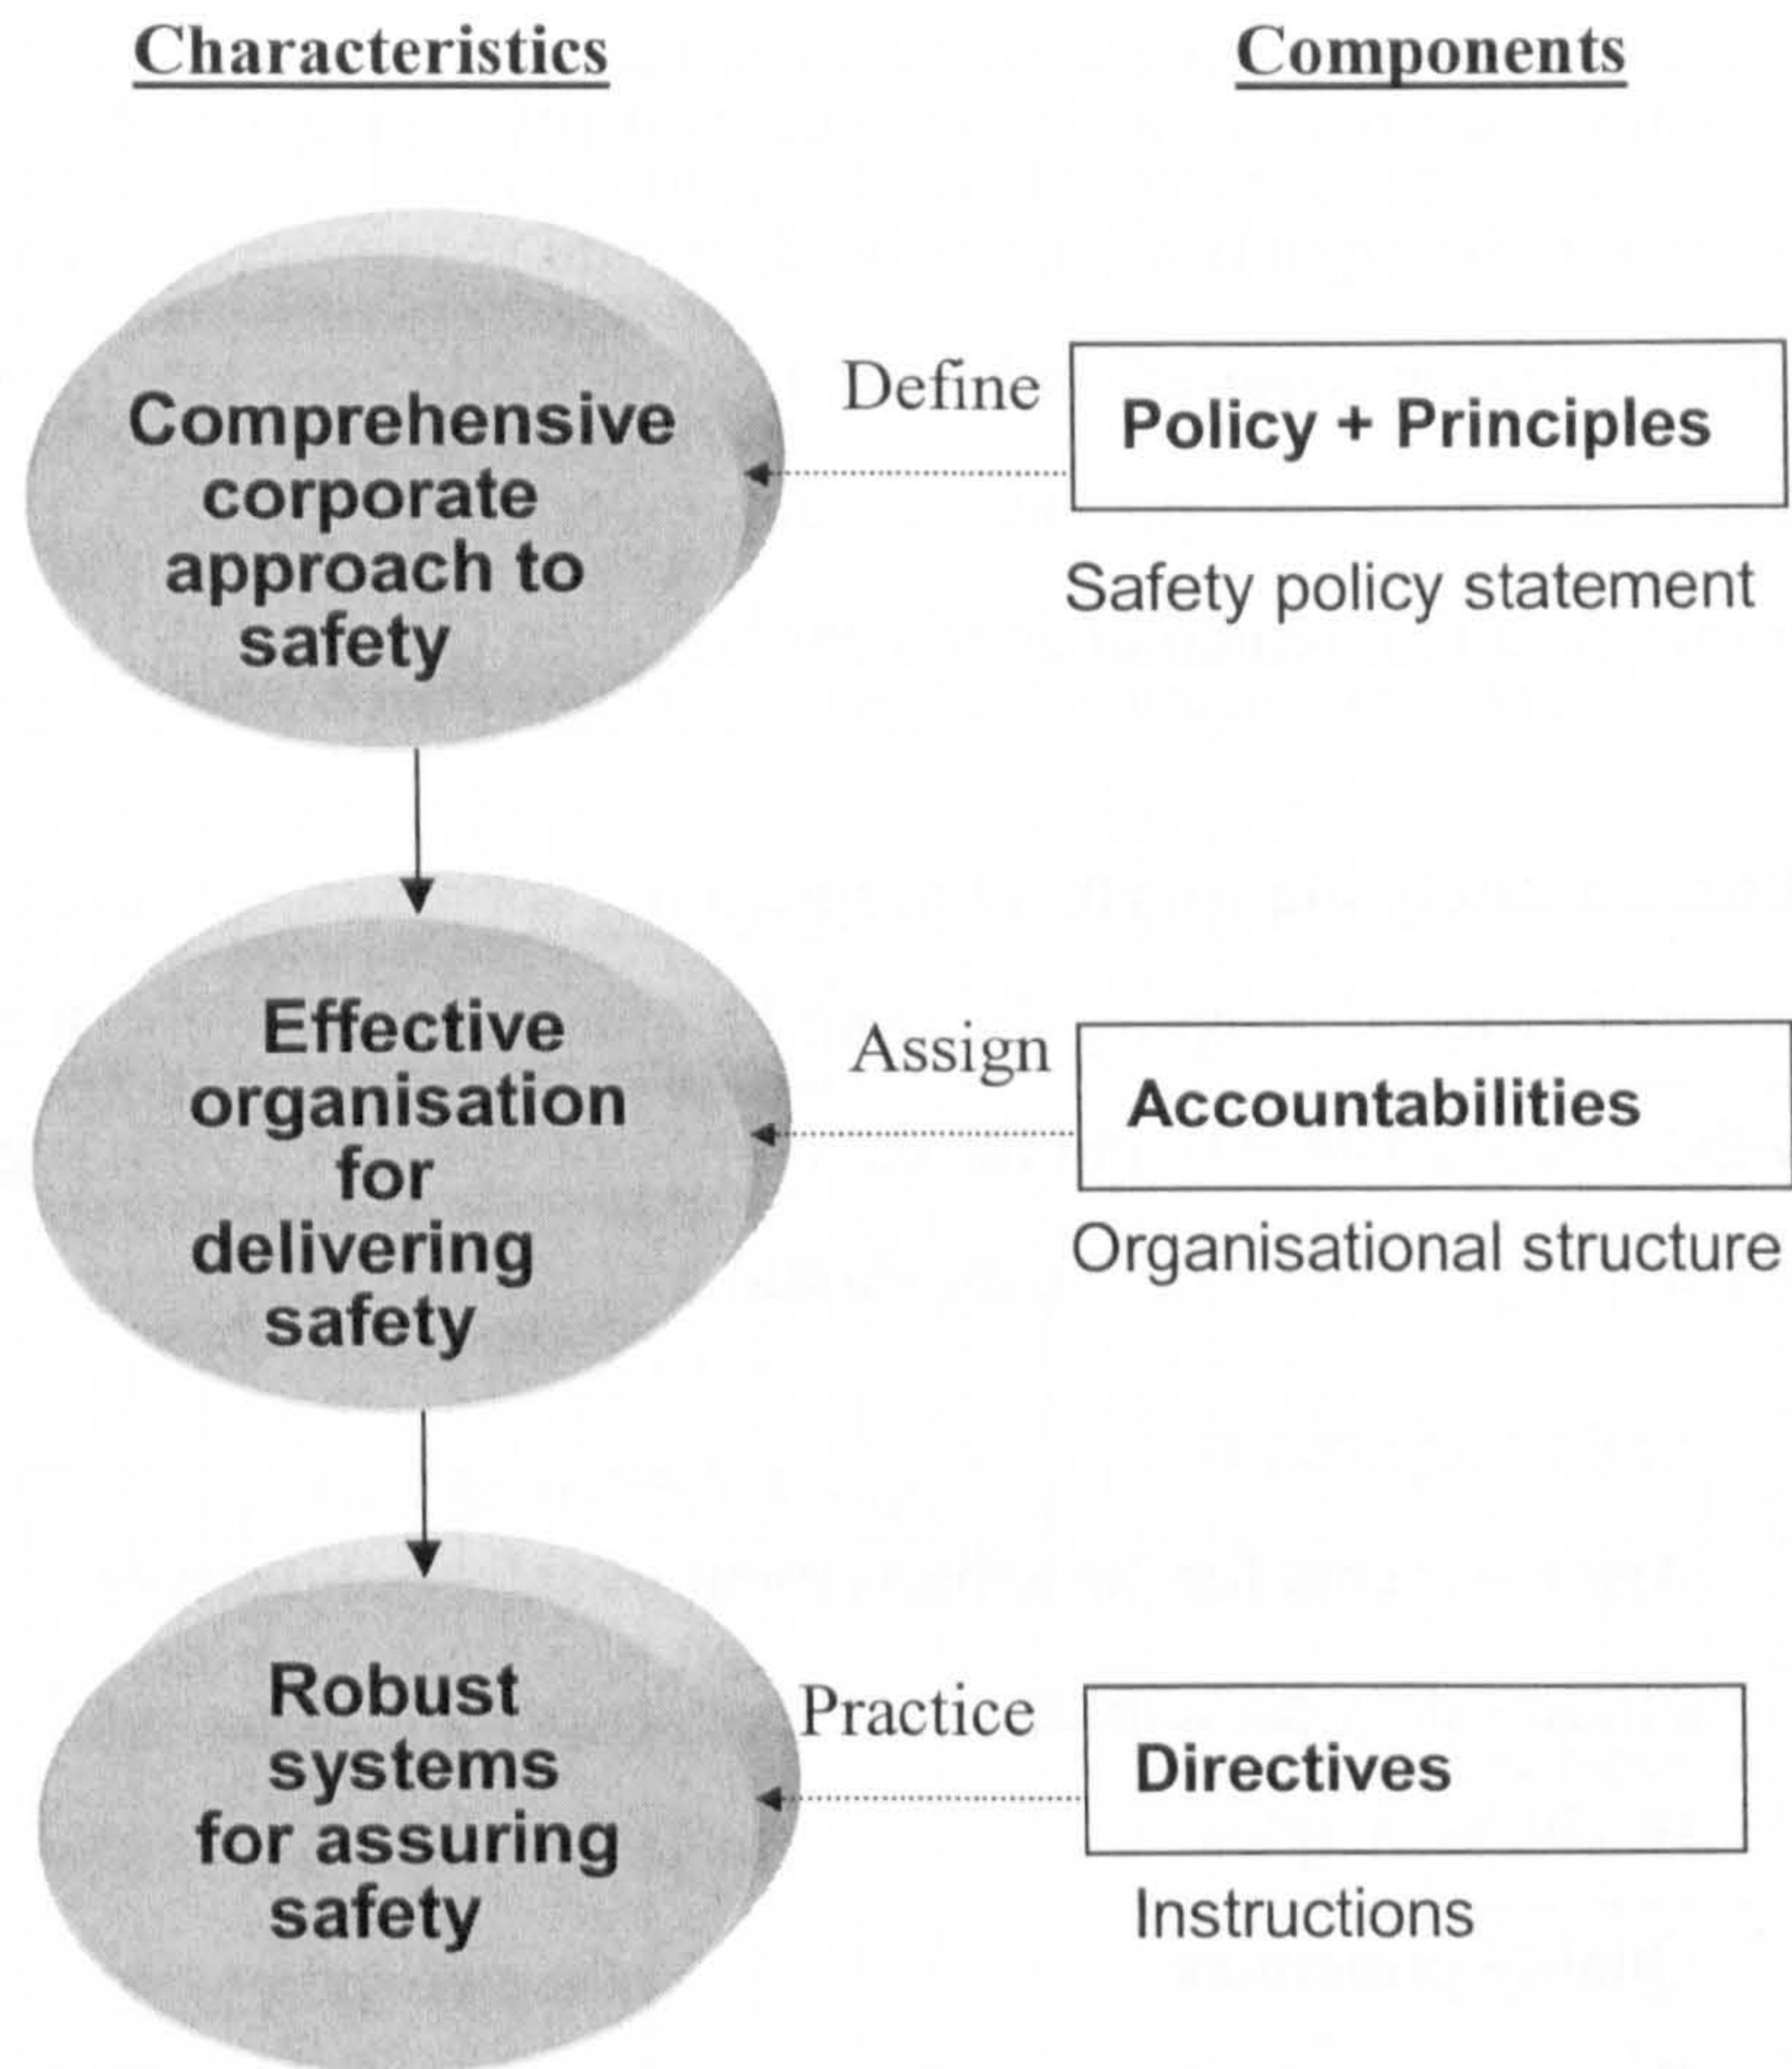 Characteristics
Components
Comprehensive
corporate
approach to
safety
Define
Policy + Principles
Safety policy statement
Effective
organisation
for
delivering
safety
Assign
Accountabilities
Organisational structure
Robust
systems
for assuring
safety
Practice
Directives
Instructions